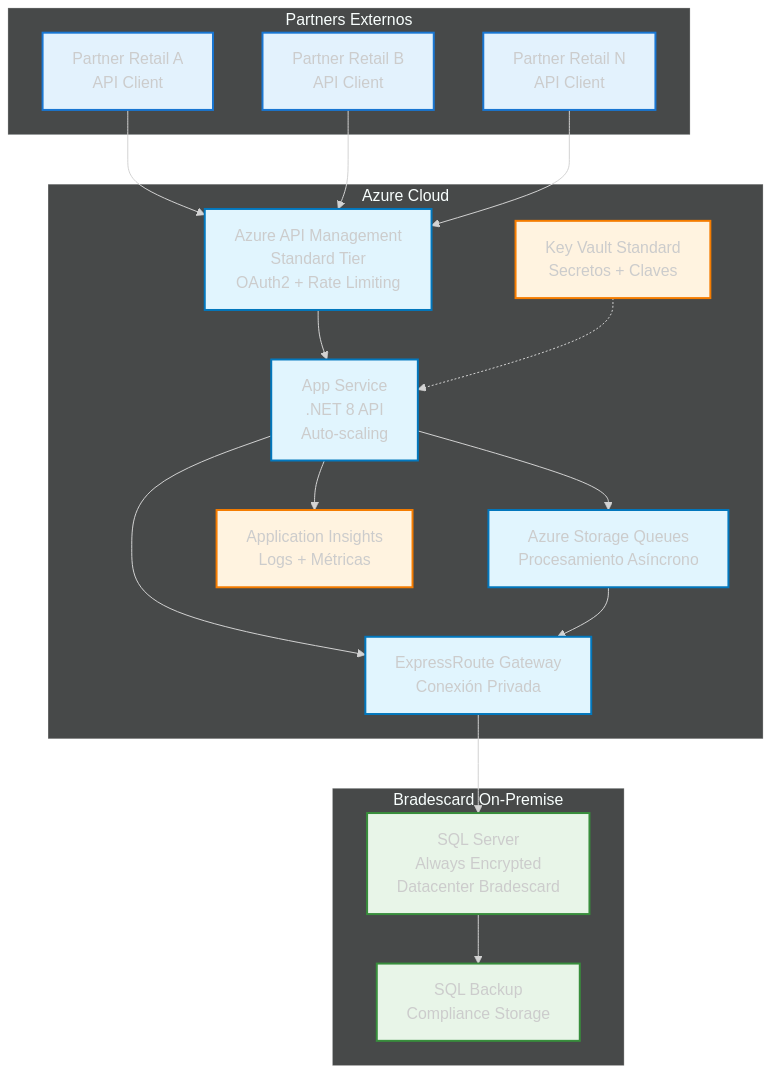 Partners Externos
Partner Retail A
API Client
Partner Retail B
API Client
Partner Retail N
API Client
Azure Cloud
Azure API Management
Standard Tier
OAuth2 + Rate Limiting
Key Vault Standard
Secretos + Claves
App Service
.NET 8 API
Auto-scaling
Application Insights
Logs + Métricas
Azure Storage Queues
Procesamiento Asíncrono
ExpressRoute Gateway
Conexión Privada
Bradescard On-Premise
SQL Server
Always Encrypted
Datacenter Bradescard
SQL Backup
Compliance Storage